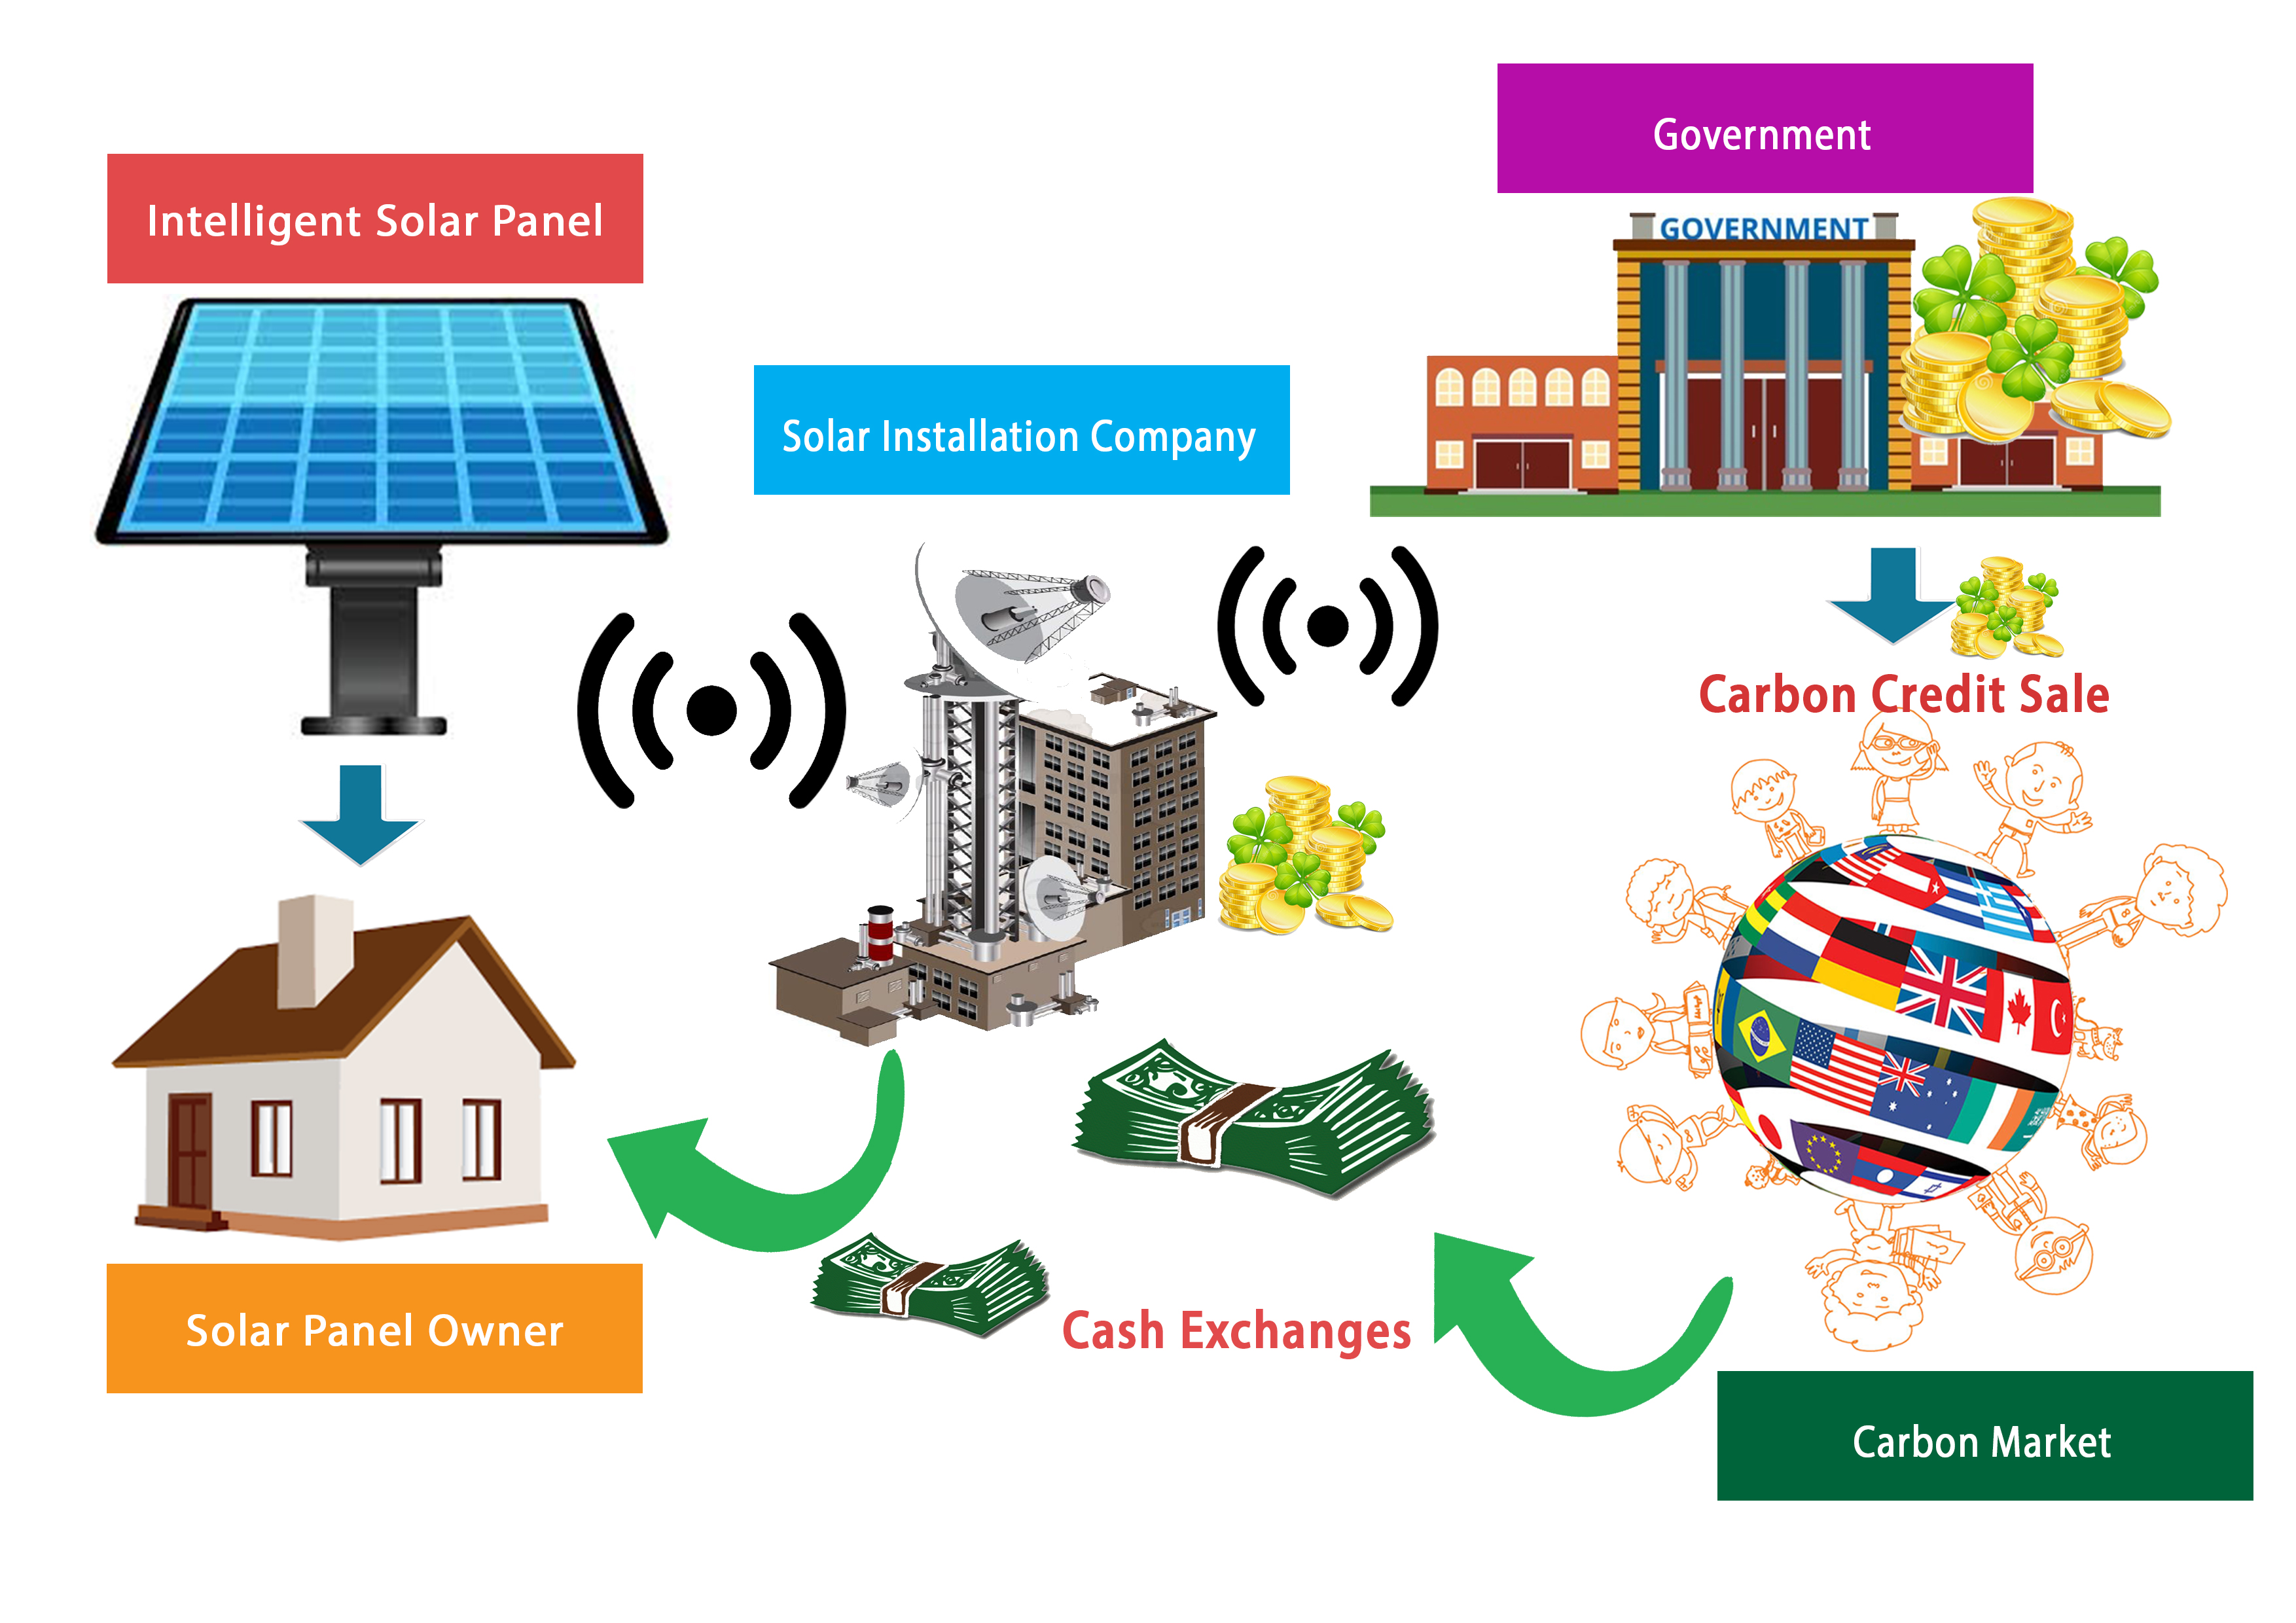 Government
Intelligent Solar Panel
GOVERNMENT
Solar Installation Company
Carbon Credit Sale
Solar Panel Owner
Cash Exchanges
Carbon Market